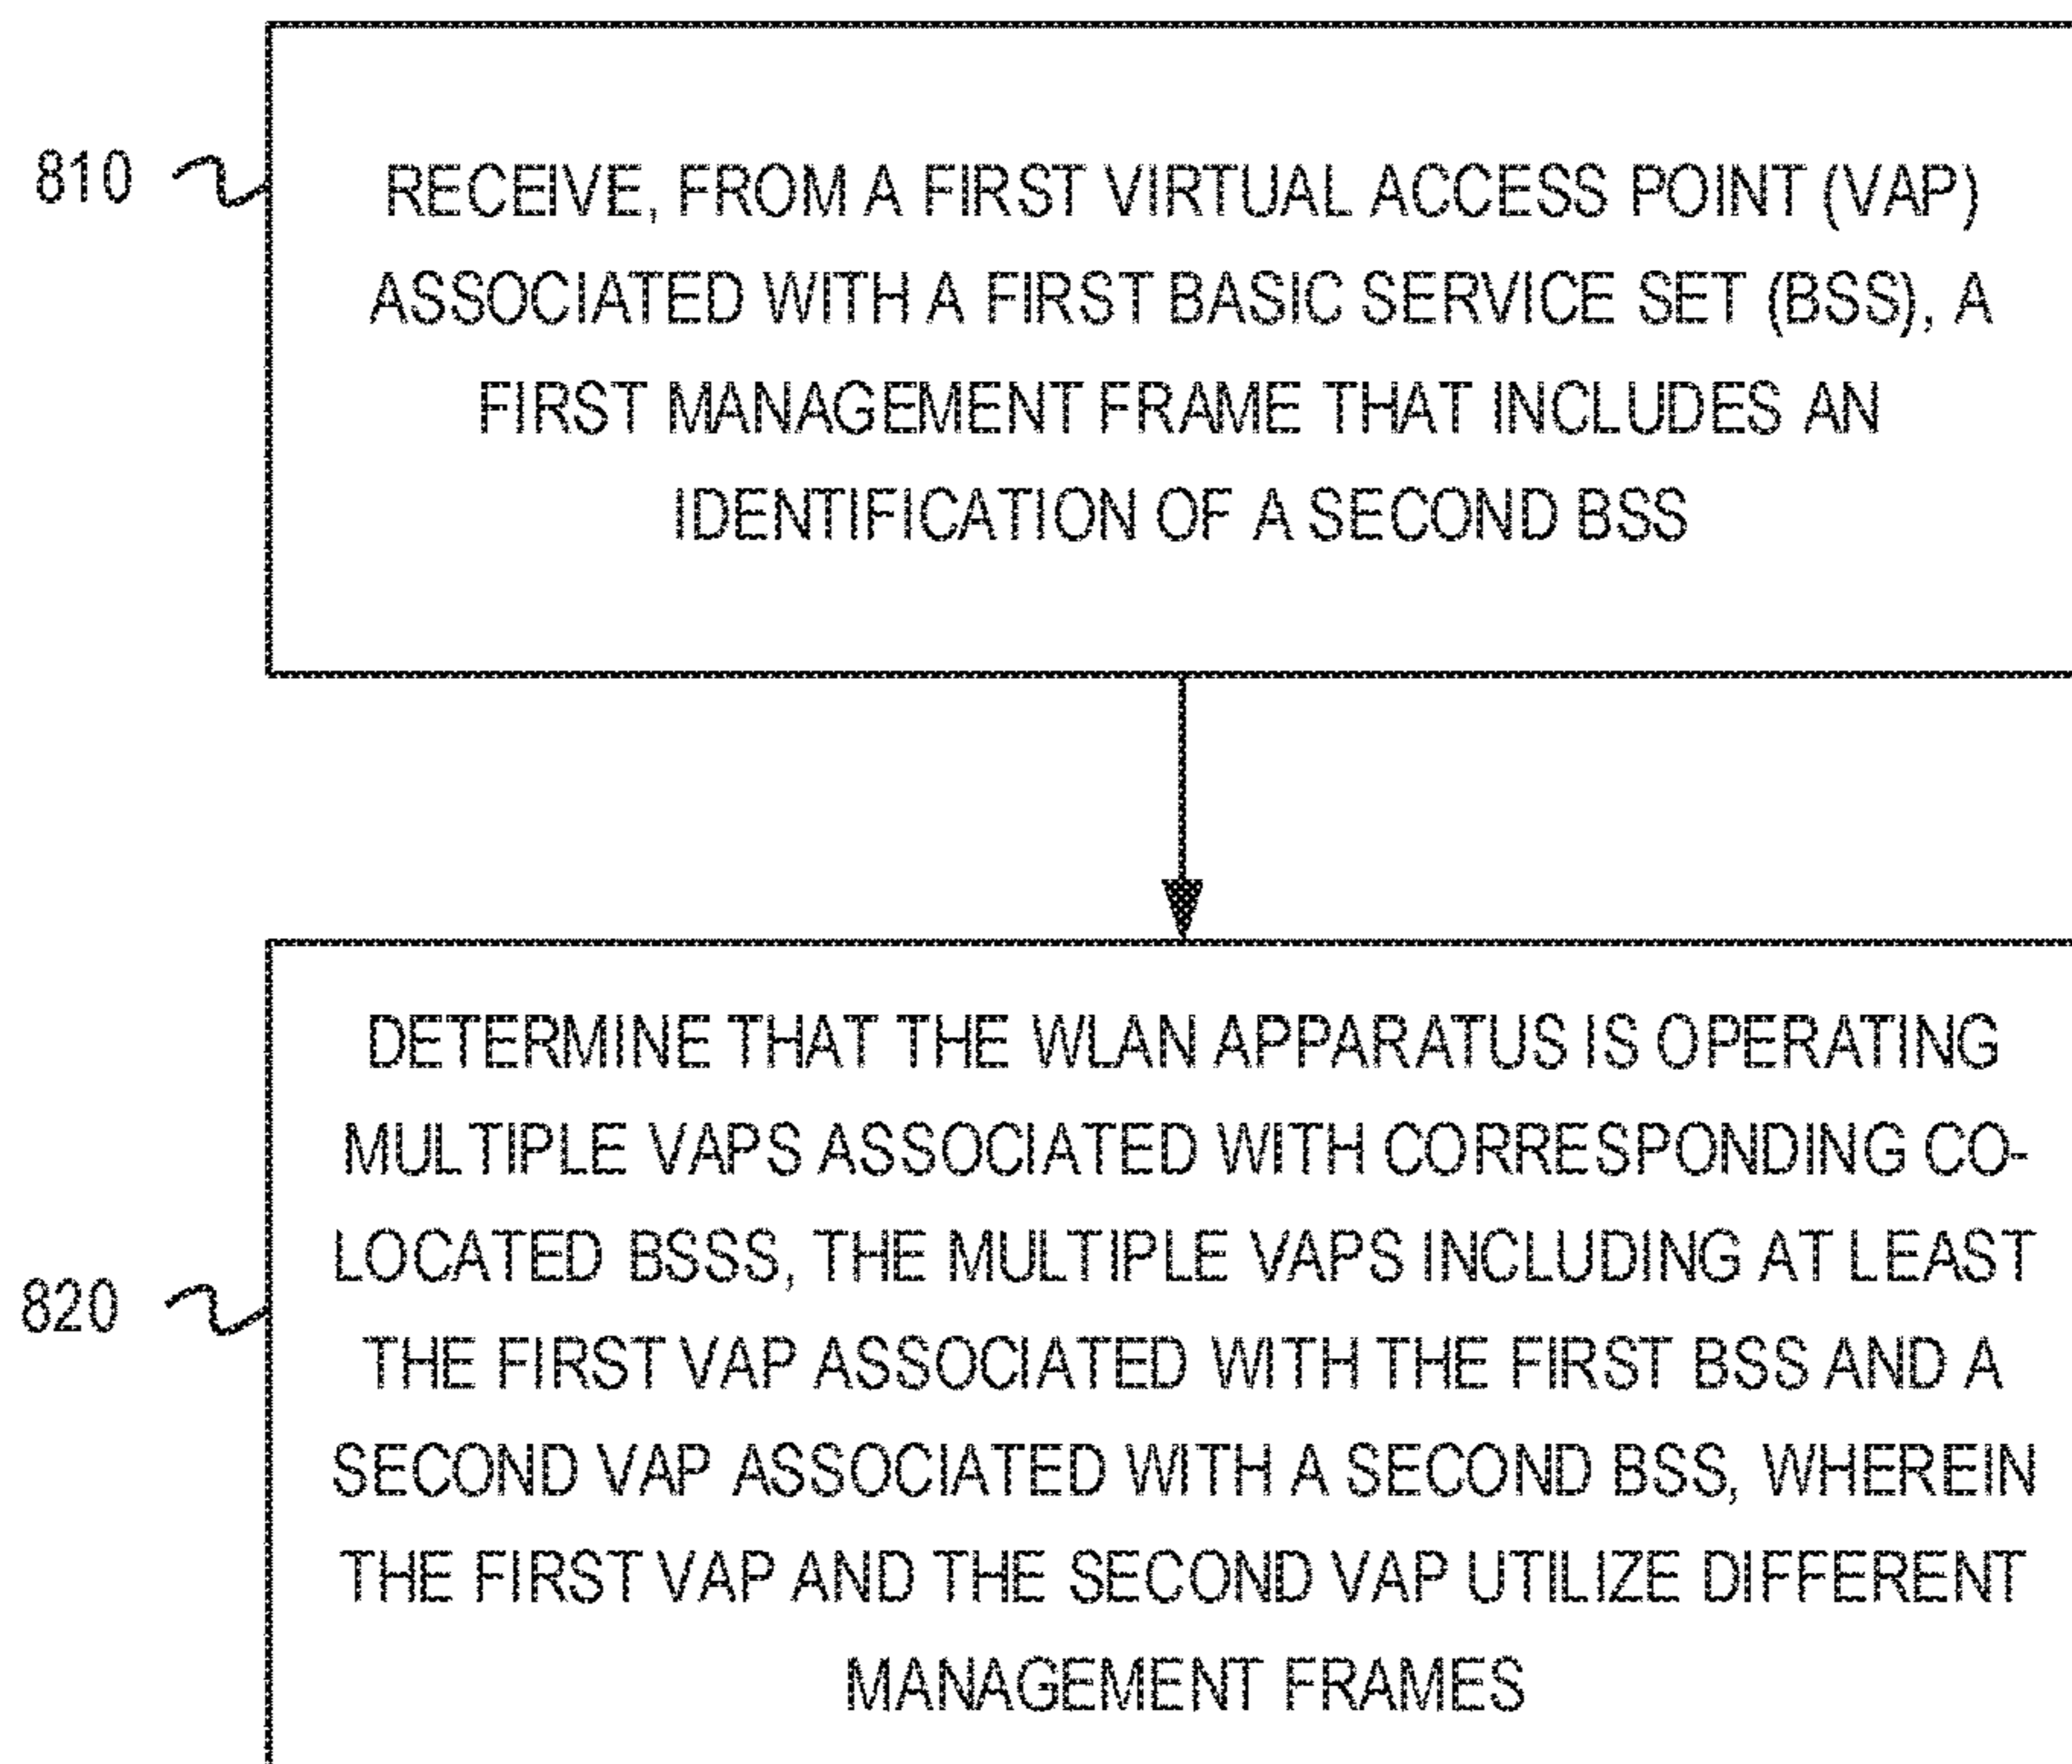 810
RECEIVE, FROM A FIRST VIRTUAL ACCESS POINT (VAP)
ASSOCIATED WITH A FIRST BASIC SERVICE SET (BSS), A
FIRST MANAGEMENT FRAME THAT INCLUDES AN
IDENTIFICATION OF A SECOND BSS
820
DETERMINE THAT THE WLAN APPARATUS IS OPERATING
MULTIPLE VAPS ASSOCIATED WITH CORRESPONDING CO-
LOCATED BSSS, THE MULTIPLE VAPS INCLUDING AT LEAST
THE FIRST VAP ASSOCIATED WITH THE FIRST BSS AND A
SECOND VAP ASSOCIATED WITH A SECOND BSS, WHEREIN
THE FIRST VAP AND THE SECOND VAP UTILIZE DIFFERENT
MANAGEMENT FRAMES